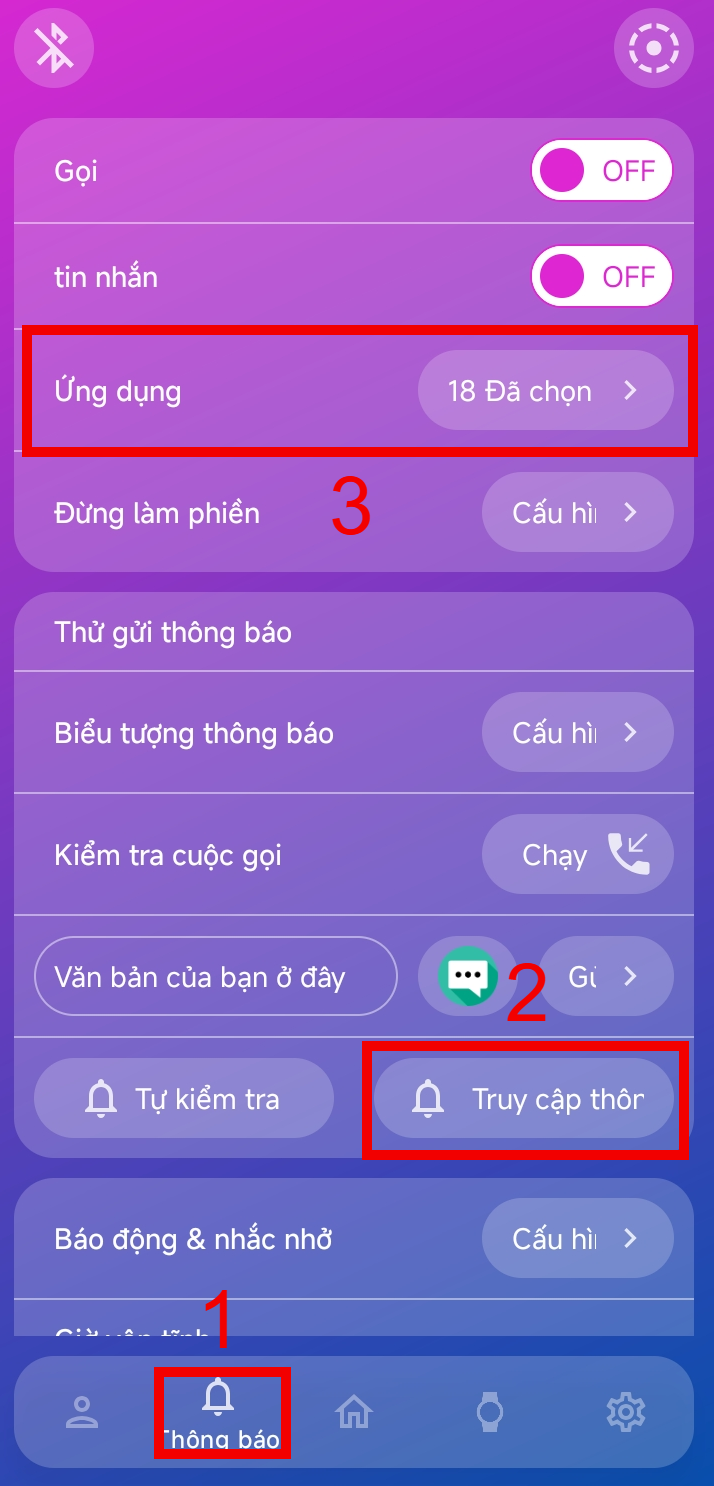 Gọi
OFF
tin nhắn
OFF
Ứng dụng
18 Đã chọn
Đừng làm phiền
3
Cấu hì
Thử gửi thông báo
Biểu tượng thông báo
Cấu hì
Kiểm tra cuộc gọi
Chạy
Văn bản của bạn ở đây
2
Gử
Tự kiểm tra
Truy cập thôn
Báo động & nhắc nhở
Cấu hì
1
Thông báo